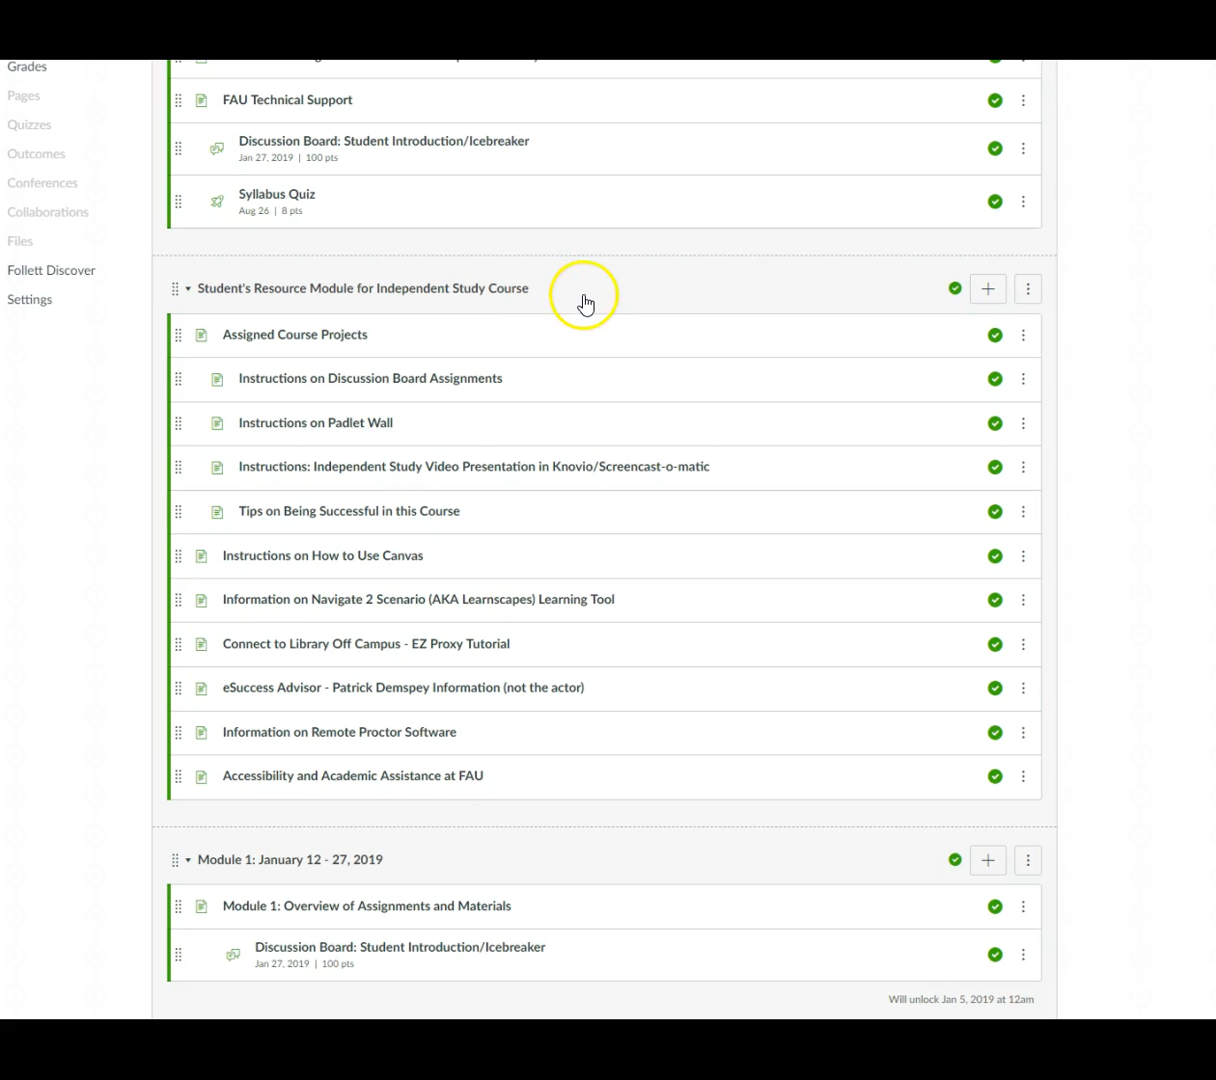 Grades
Pages
Quizzes
Outcomes
Conferences
Collaborations
Files
Follett Discover
Settings
FAU Technical Support
Discussion Board: Student Introduction/Icebreaker
Jan 27, 2019 | 100 pts
Syllabus Quiz
Aug 26 | 8 pts
Student's Resource Module for Independent Study Course
Assigned Course Projects
Instructions on Discussion Board Assignments
Instructions on Padlet Wall
Instructions: Independent Study Video Presentation in Knovio/Screencast-o-matic
Tips on Being Successful in this Course
Instructions on How to Use Canvas
Information on Navigate 2 Scenario (AKA Learnscapes) Learning Tool
Connect to Library Off Campus - EZ Proxy Tutorial
eSuccess Advisor - Patrick Demspey Information (not the actor)
Information on Remote Proctor Software
Accessibility and Academic Assistance at FAU
Module 1: January 12 - 27, 2019
Module 1: Overview of Assignments and Materials
Discussion Board: Student Introduction/Icebreaker
Jan 27, 2019 | 100 pts
Will unlock Jan 5, 2019 at 12am